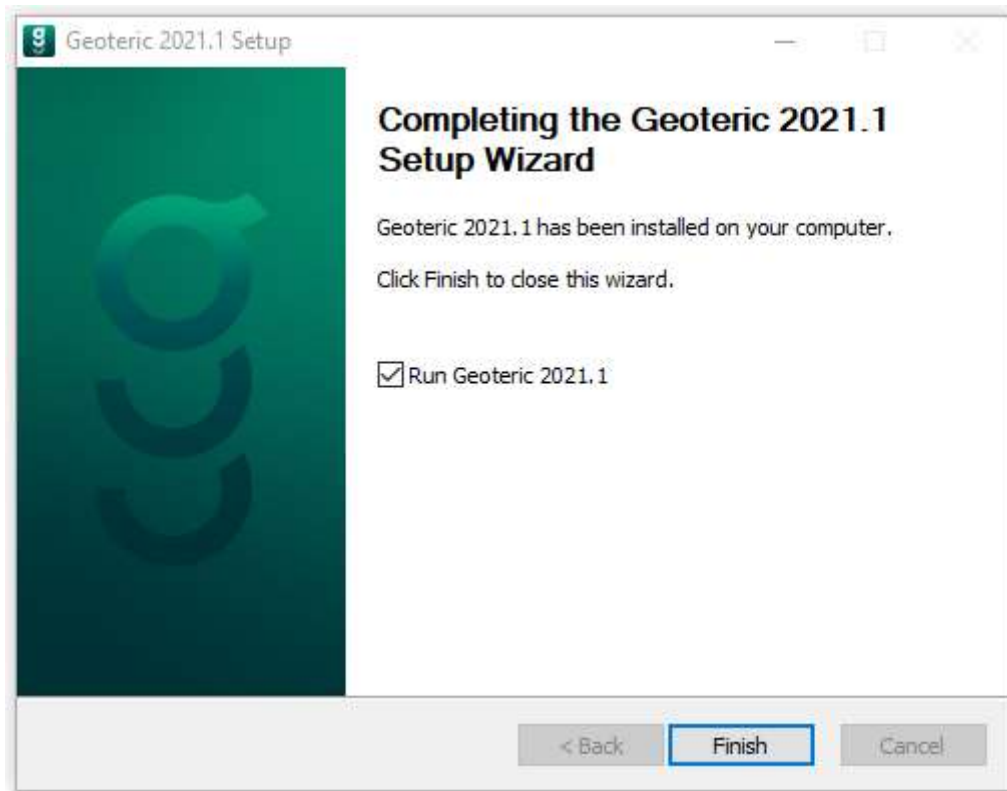 Geoteric 2021.1 Setup
Completing the Geoteric 2021.1
Setup Wizard
Geoteric 2021.1 has been installed on your computer.
Click Finish to close this wizard.
Run Geoteric 2021.1
< Back
Finish
Cancel